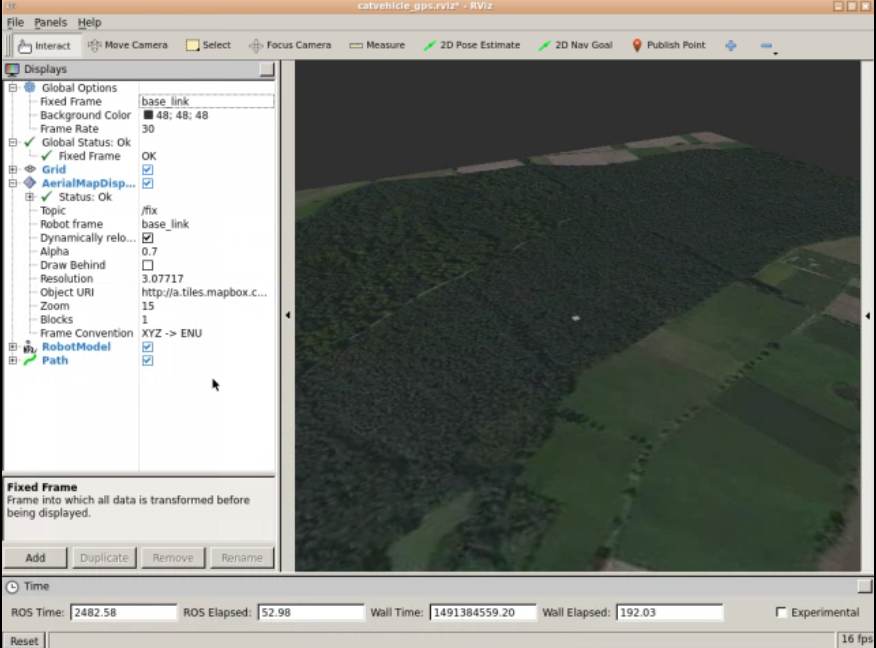 catvehicle_gps.rviz* - RViz
File Panels Help
Interact Move Camera Select Focus Camera Measure 2D Pose Estimate 2D Nav Goal Publish Point
Displays
Global Options
Fixed Frame base_link
Background Color 48; 48; 48
Frame Rate 30
Global Status: Ok
Fixed Frame OK
Grid
AerialMapDisp...
Status: Ok
Topic /fix
Robot frame base_link
Dynamically relo...
Alpha 0.7
Draw Behind
Resolution 3.07717
Object URI http://a.tiles.mapbox.c...
Zoom 15
Blocks 1
Frame Convention XYZ -> ENU
RobotModel
Path
Fixed Frame
Frame into which all data is transformed before
being displayed.
Add Duplicate Remove Rename
Time
ROS Time: 2482.58 ROS Elapsed: 52.98 Wall Time: 1491384559.20 Wall Elapsed: 192.03 Experimental
Reset 16 fps